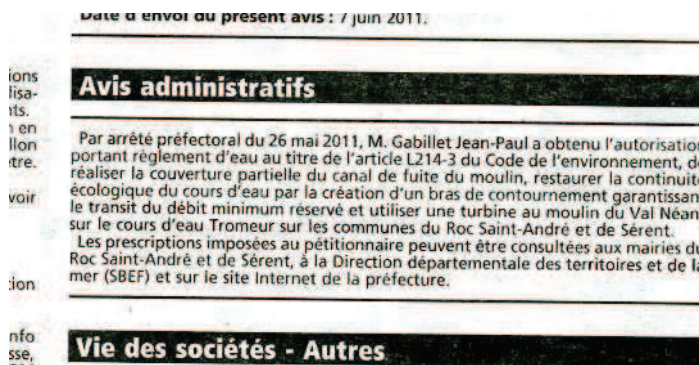 Date d'envoi du présent avis : 7 juin 2011.
ions
lisa-
nts.
en
llon
tre.
voir
tion
nfo
sse,
Avis administratifs
Par arrêté préfectoral du 26 mai 2011, M. Gabillet Jean-Paul a obtenu l'autorisation
portant règlement d'eau au titre de l'article L214-3 du Code de l'environnement, de
réaliser la couverture partielle du canal de fuite du moulin, restaurer la continuité
écologique du cours d'eau par la création d'un bras de contournement garantissant
le transit du débit minimum réservé et utiliser une turbine au moulin du Val Néant
sur le cours d'eau Tromeur sur les communes du Roc Saint-André et de Sérent.
Les prescriptions imposées au pétitionnaire peuvent être consultées aux mairies du
Roc Saint-André et de Sérent, à la Direction départementale des territoires et de la
mer (SBEF) et sur le site Internet de la préfecture.
Vie des sociétés - Autres